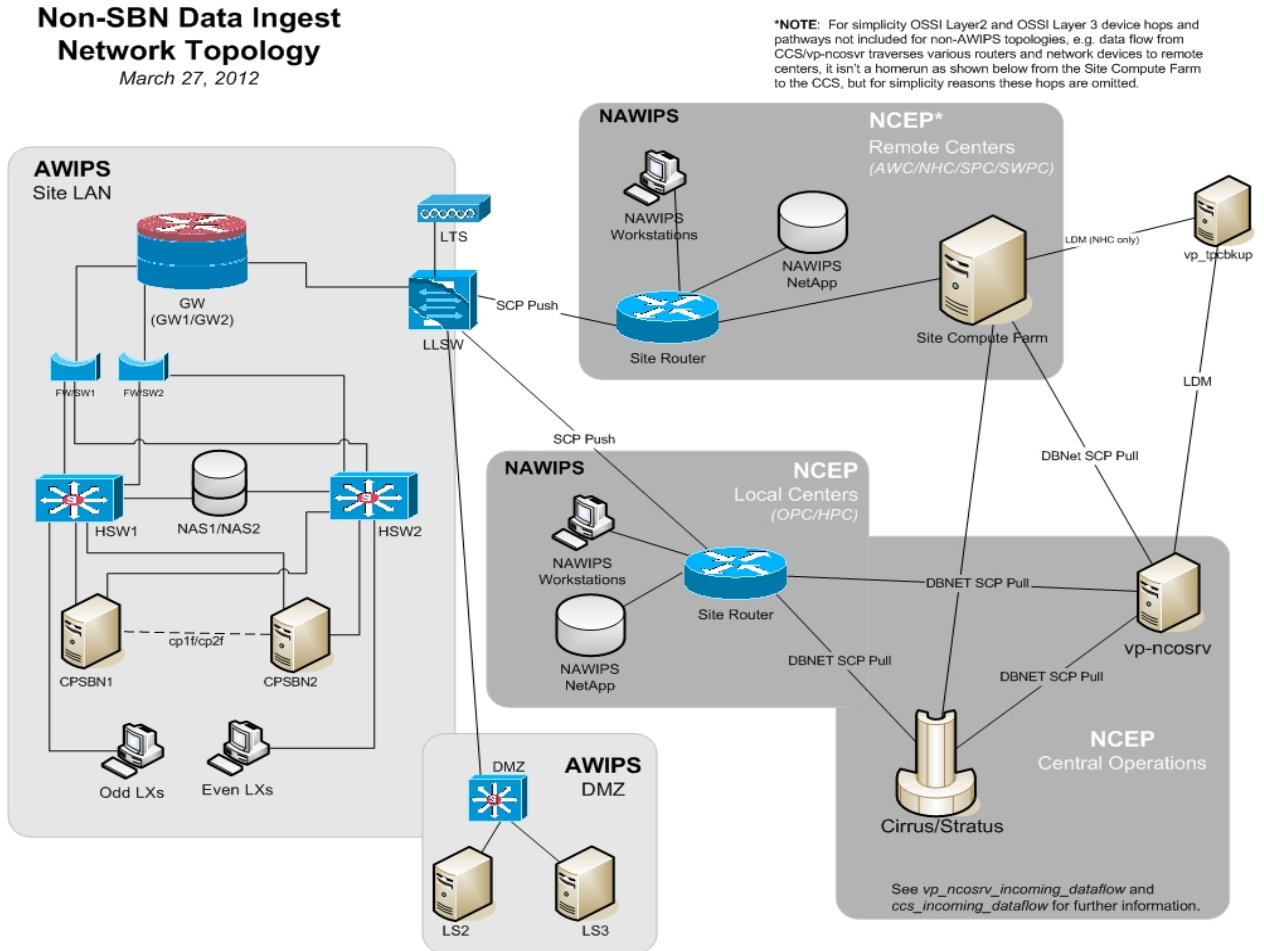 Non-SBN Data Ingest
Network Topology
March 27, 2012
*NOTE: For simplicity OSSI Layer2 and OSSI Layer 3 device hops and
pathways not included for non-AWIPS topologies, e.g. data flow from
CCS/vp-ncosvr traverses various routers and network devices to remote
centers, it isn't a homerun as shown below from the Site Compute Farm
to the CCS, but for simplicity reasons these hops are omitted.
AWIPS
Site LAN
GW
(GW1/GW2)
FW/SW1
FW/SW2
HSW1
NAS1/NAS2
HSW2
CPSBN1
cp1f/cp2f
CPSBN2
Odd LXs
Even LXs
LTS
LLSW
SCP Push
SCP Push
NAWIPS
NCEP*
Remote Centers
(AWC/NHC/SPC/SWPC)
NAWIPS
Workstations
NAWIPS
NetApp
Site Router
Site Compute Farm
LDM (NHC only)
vp_tpcbkup
LDM
DBNet SCP Pull
NAWIPS
NCEP
Local Centers
(OPC/HPC)
NAWIPS
Workstations
NAWIPS
NetApp
Site Router
DBNET SCP Pull
DBNET SCP Pull
DBNET SCP Pull
vp-ncosrv
NCEP
Central Operations
Cirrus/Stratus
See vp_ncosrv_incoming_dataflow and
ccs_incoming_dataflow for further information.
DMZ
AWIPS
DMZ
LS2
LS3